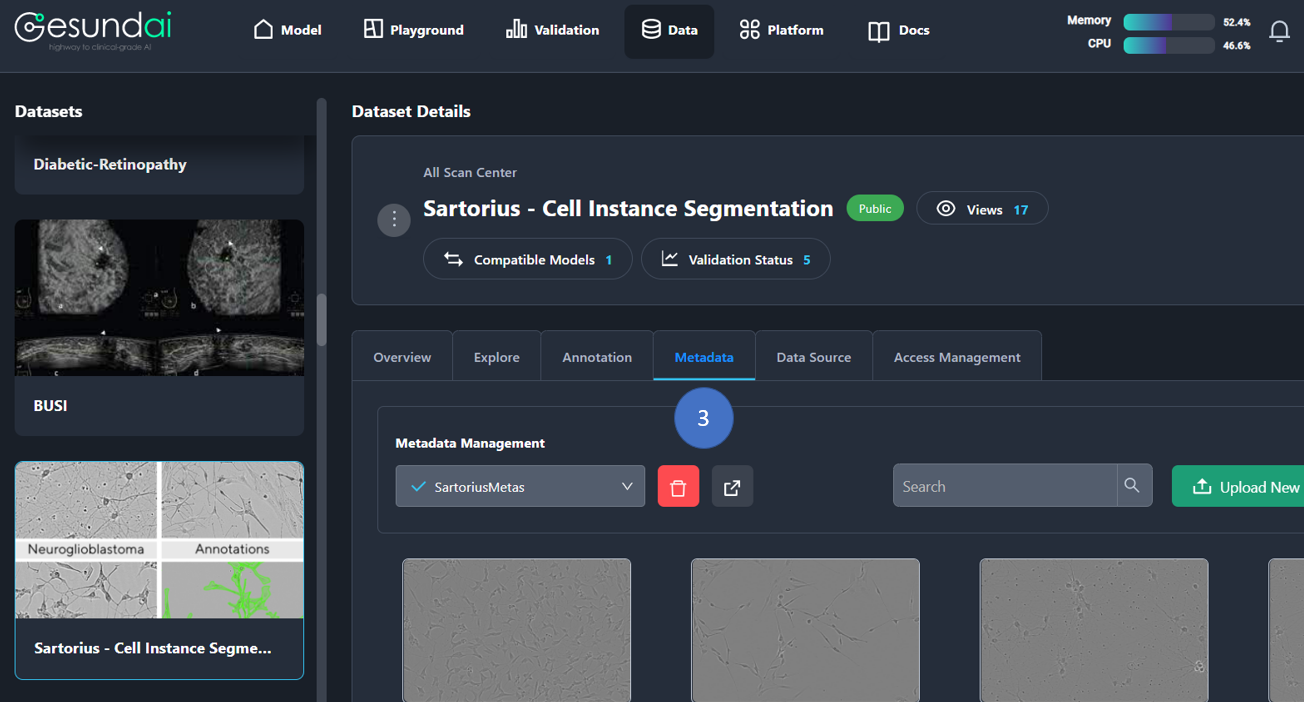 Gesundai
highway to clinical-grade AI
Model
Playground
Validation
Data
Platform
Docs
Memory 52.4%
CPU 46.6%
Datasets
Diabetic-Retinopathy
a
b
c
d
BUSI
Neuroglioblastoma
Annotations
Sartorius - Cell Instance Segme...
Dataset Details
All Scan Center
Sartorius - Cell Instance Segmentation
Public
Views 17
Compatible Models 1
Validation Status 5
Overview
Explore
Annotation
Metadata
Data Source
Access Management
3
Metadata Management
SartoriusMetas
Search
Upload New